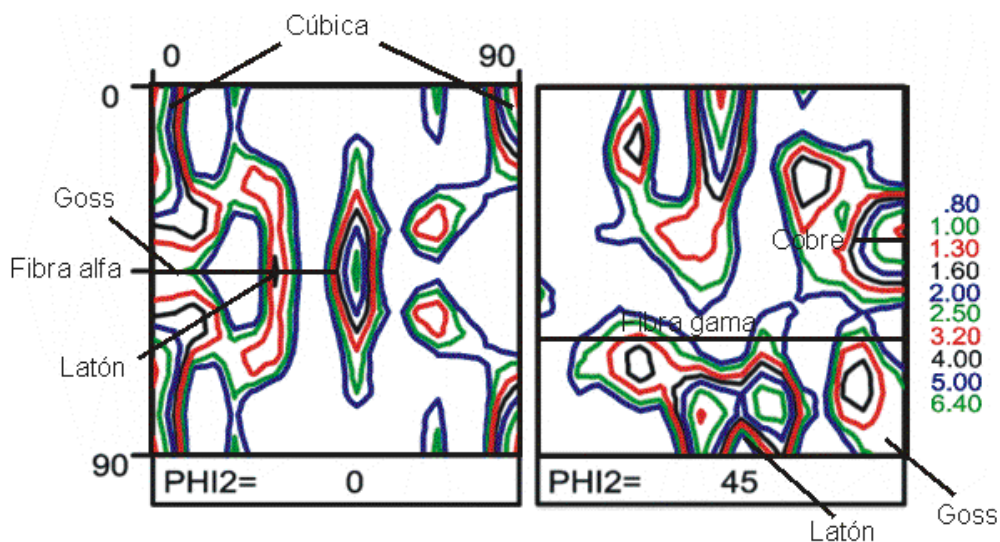 Cúbica
0 90
0
Goss
Fibra alfa
Latón
90
PHI2= 0
Cobre
Fibra gama
PHI2= 45
Latón
Goss
.80
1.00
1.30
1.60
2.00
2.50
3.20
4.00
5.00
6.40